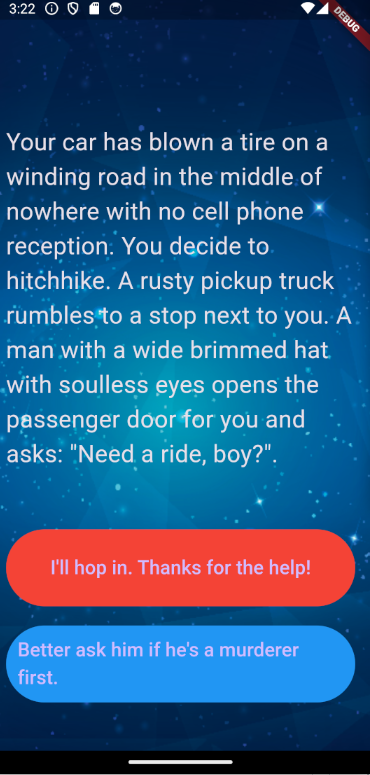 3:22
DEBUG
Your car has blown a tire on a
winding road in the middle of
nowhere with no cell phone
reception. You decide to
hitchhike. A rusty pickup truck
rumbles to a stop next to you. A
man with a wide brimmed hat
with soulless eyes opens the
passenger door for you and
asks: "Need a ride, boy?".
I'll hop in. Thanks for the help!
Better ask him if he's a murderer
first.